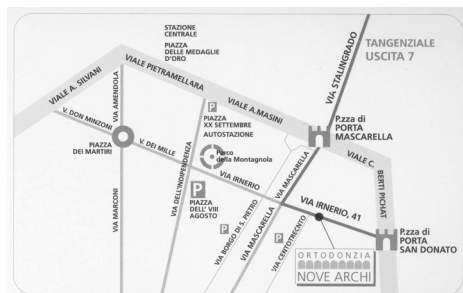 STAZIONE
CENTRALE
PIAZZA
DELLE MEDAGLIE
D'ORO
TANGENZIALE
USCITA 7
VIA STALINGRADO
VIALE PIETRAMELLARA
VIALE A. SILVANI
VIA AMENDOLA
VIALE A.MASINI
V. DON MINZONI
P
PIAZZA
XX SETTEMBRE
AUTOSTAZIONE
P.zza di
PORTA
MASCARELLA
V. DEI MILLE
PIAZZA
DEI MARTIRI
Parco
della Montagnola
VIALE C.
BERTI PICHAT
VIA MASCARELLA
VIA IRNERIO
VIA DELL'INDIPENDENZA
P
PIAZZA
DELL' VIII
AGOSTO
VIA MARCONI
VIA IRNERIO, 41
P
VIA BORGO DI S. PIETRO
VIA MASCARELLA
P
VIA CENTOTRECNTO
P.zza di
PORTA
SAN DONATO
ORTODONZIA
NOVE ARCHI